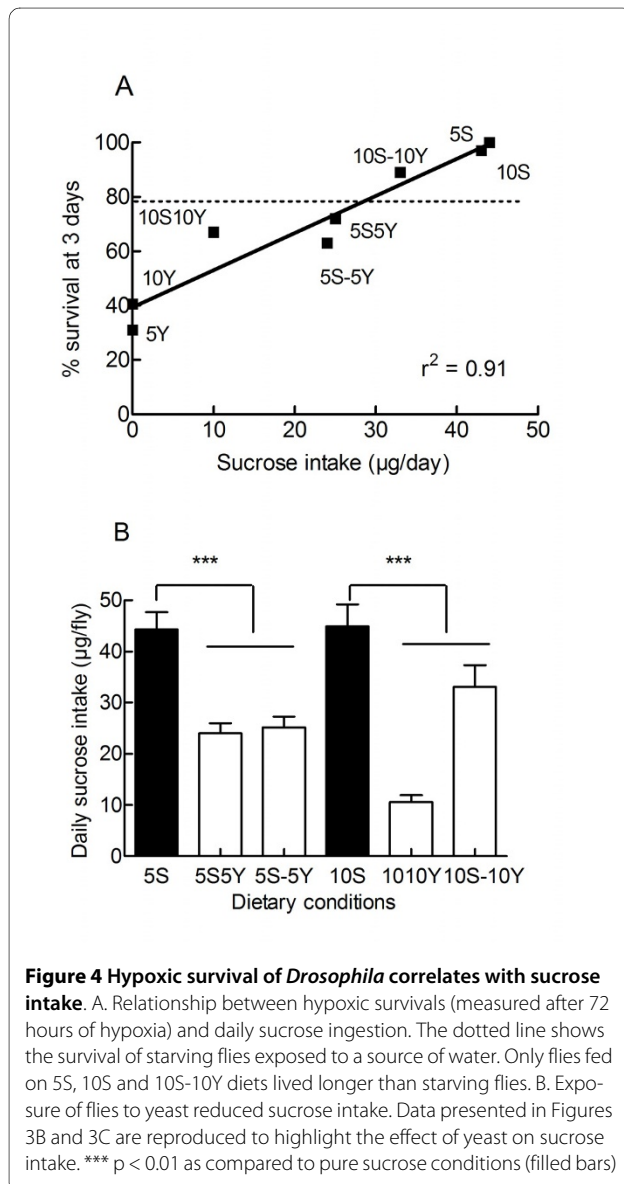 A
100
80
60
40
20
0
% survival at 3 days
5S
10S
10S-10Y
10S10Y
5S5Y
5S-5Y
10Y
5Y
r² = 0.91
0 10 20 30 40 50
Sucrose intake (µg/day)
B
*** ***
50
40
30
20
10
0
Daily sucrose intake (µg/fly)
5S 5S5Y 5S-5Y 10S 1010Y 10S-10Y
Dietary conditions
Figure 4 Hypoxic survival of Drosophila correlates with sucrose
intake. A. Relationship between hypoxic survivals (measured after 72
hours of hypoxia) and daily sucrose ingestion. The dotted line shows
the survival of starving flies exposed to a source of water. Only flies fed
on 5S, 10S and 10S-10Y diets lived longer than starving flies. B. Expo-
sure of flies to yeast reduced sucrose intake. Data presented in Figures
3B and 3C are reproduced to highlight the effect of yeast on sucrose
intake. *** p < 0.01 as compared to pure sucrose conditions (filled bars)